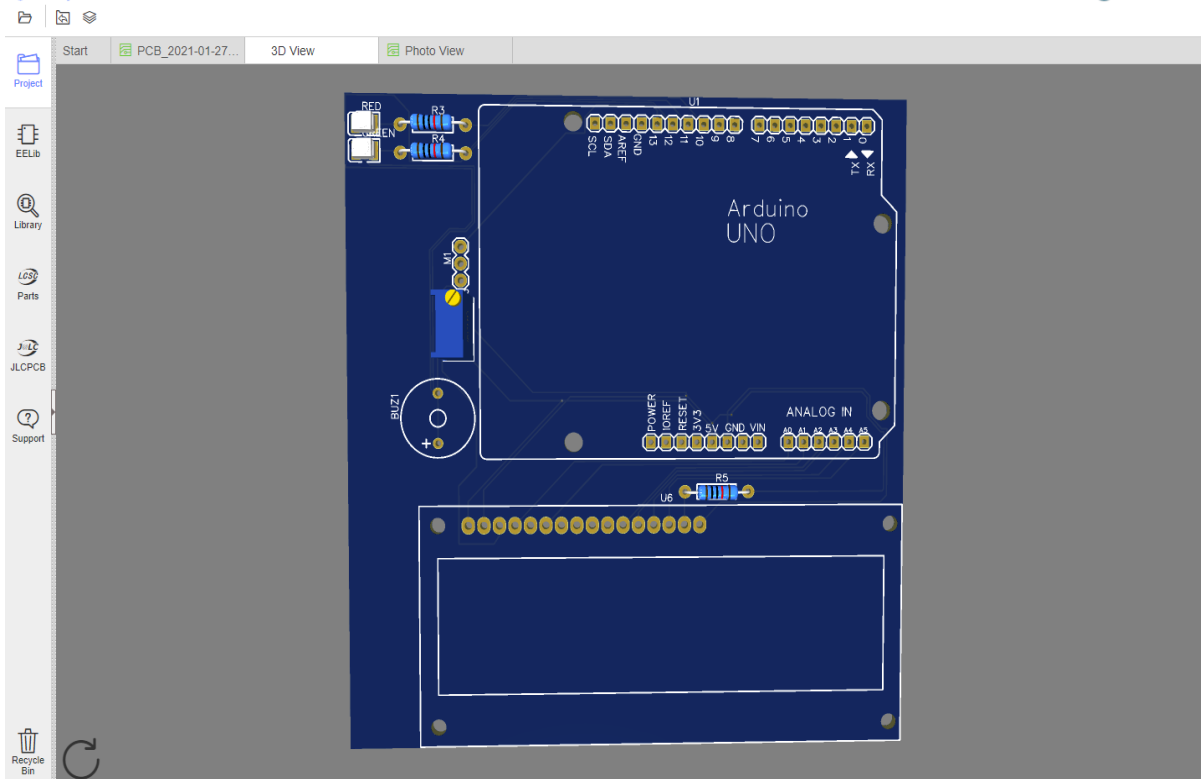 Start
PCB_2021-01-27...
3D View
Photo View
Project
EELib
Library
LCSC
Parts
J@LC
JLCPCB
Support
Recycle
Bin
RED
R3
R4
U1
SCL
SDA
AREF
GND
13
12
11
10
9
8
7
6
5
4
3
2
1
0
TX
RX
Arduino
UNO
M1
BUZ1
+
POWER
IOREF
RESET
3V3
5V
GND
VIN
ANALOG IN
A0
A1
A2
A3
A4
A5
R5
U6